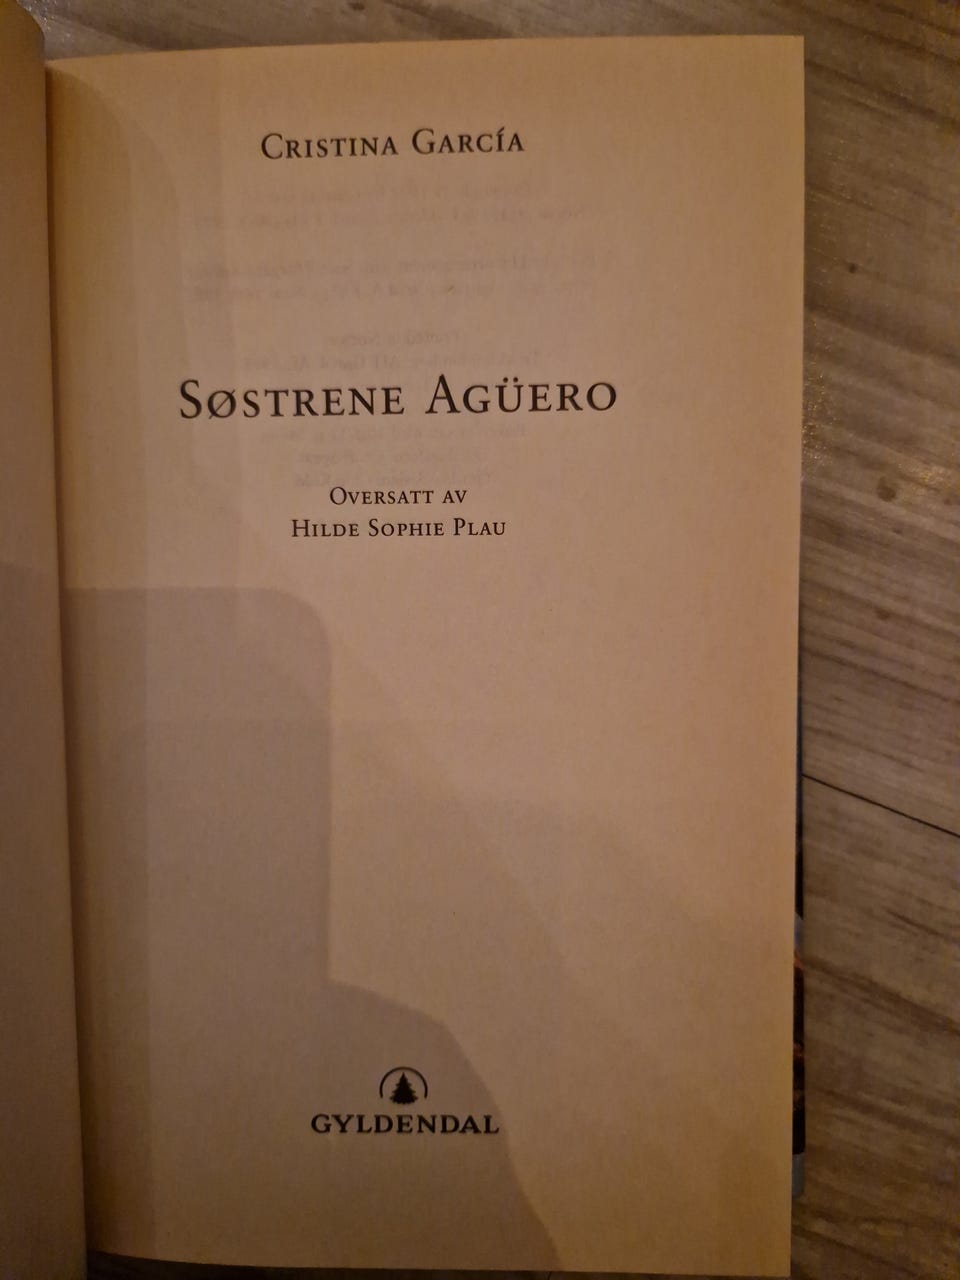 CRISTINA GARCÍA
SØSTRENE AGÜERO
OVERSATT AV
HILDE SOPHIE PLAU
GYLDENDAL